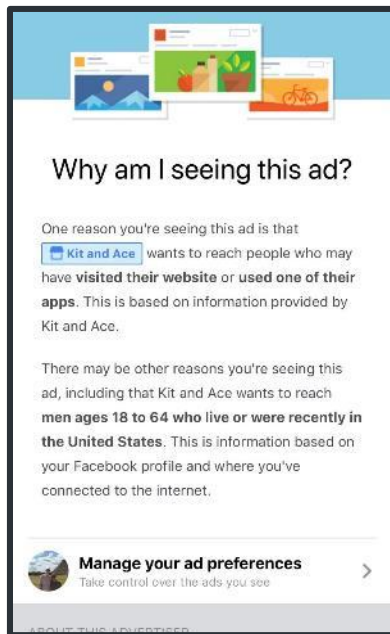 Why am I seeing this ad?
One reason you're seeing this ad is that
Kit and Ace wants to reach people who may
have visited their website or used one of their
apps. This is based on information provided by
Kit and Ace.
There may be other reasons you're seeing this
ad, including that Kit and Ace wants to reach
men ages 18 to 64 who live or were recently in
the United States. This is information based on
your Facebook profile and where you've
connected to the internet.
Manage your ad preferences
Take control over the ads you see
ABOUT THIS ADVERTISER